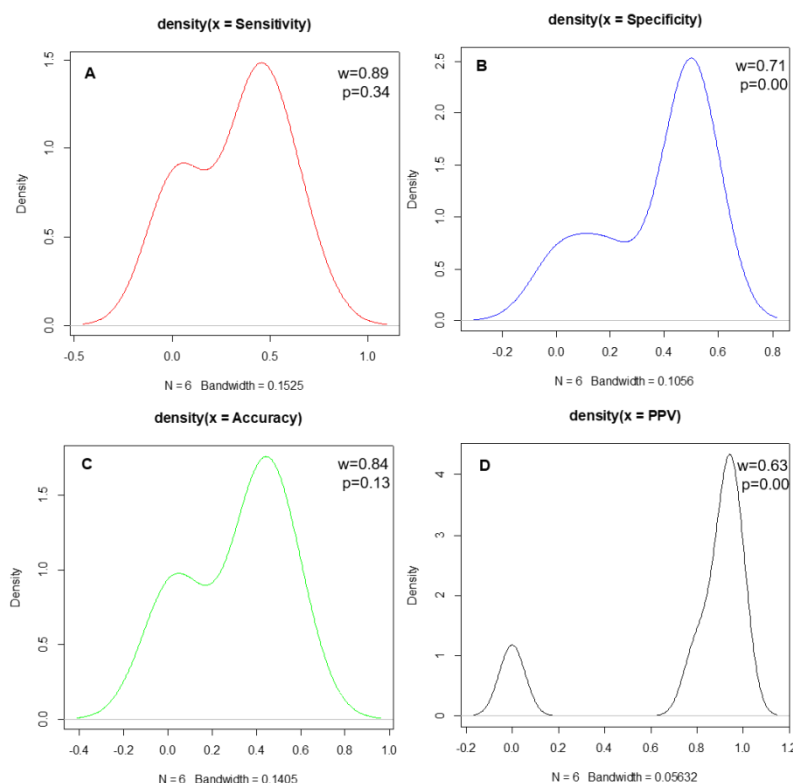 density(x = Sensitivity)
A
w=0.89
p=0.34
Density
0.0
0.5
1.0
1.5
-0.5
0.0
0.5
1.0
N = 6 Bandwidth = 0.1525
density(x = Specificity)
B
w=0.71
p=0.00
Density
0.0
0.5
1.0
1.5
2.0
2.5
-0.2
0.0
0.2
0.4
0.6
0.8
N = 6 Bandwidth = 0.1056
density(x = Accuracy)
C
w=0.84
p=0.13
Density
0.0
0.5
1.0
1.5
-0.4
-0.2
0.0
0.2
0.4
0.6
0.8
1.0
N = 6 Bandwidth = 0.1405
density(x = PPV)
D
w=0.63
p=0.00
Density
0
1
2
3
4
-0.2
0.0
0.2
0.4
0.6
0.8
1.0
1.2
N = 6 Bandwidth = 0.05632